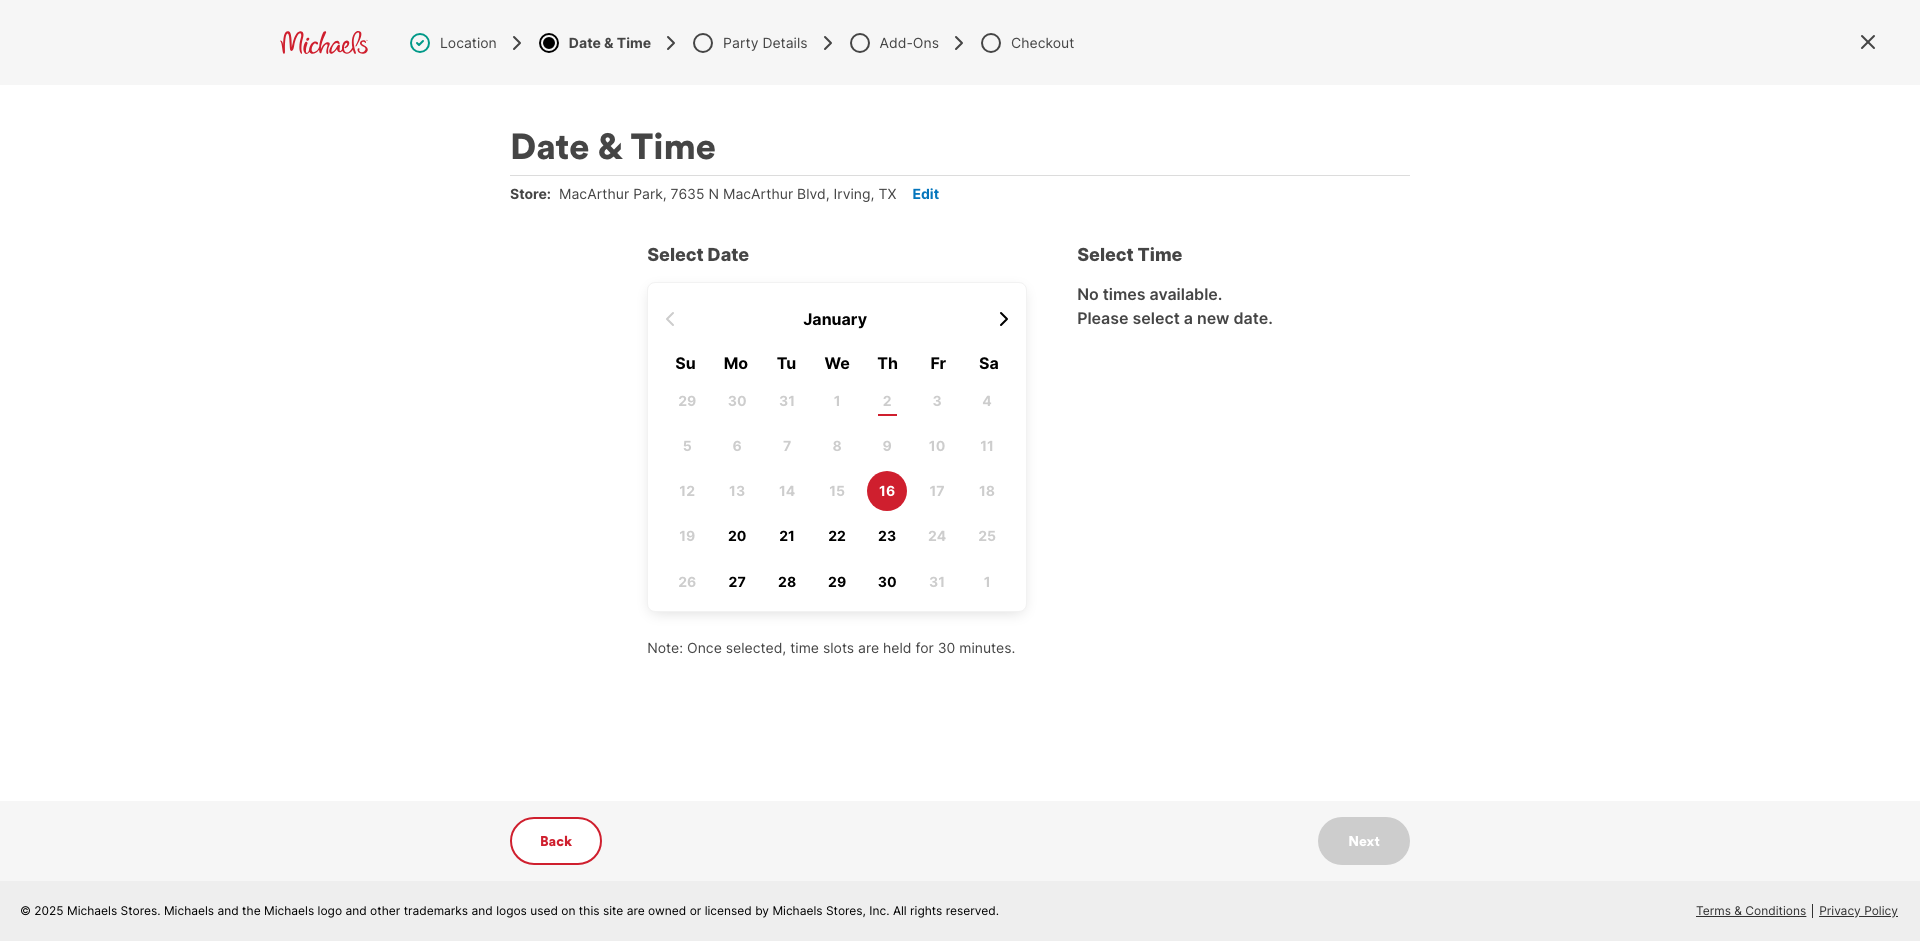 Michaels
Location
Date & Time
Party Details
Add-Ons
Checkout
Date & Time
Store: MacArthur Park, 7635 N MacArthur Blvd, Irving, TX Edit
Select Date
January
Su Mo Tu We Th Fr Sa
29 30 31 1 2 3 4
5 6 7 8 9 10 11
12 13 14 15 16 17 18
19 20 21 22 23 24 25
26 27 28 29 30 31 1
Note: Once selected, time slots are held for 30 minutes.
Select Time
No times available.
Please select a new date.
Back
Next
© 2025 Michaels Stores. Michaels and the Michaels logo and other trademarks and logos used on this site are owned or licensed by Michaels Stores, Inc. All rights reserved.
Terms & Conditions | Privacy Policy